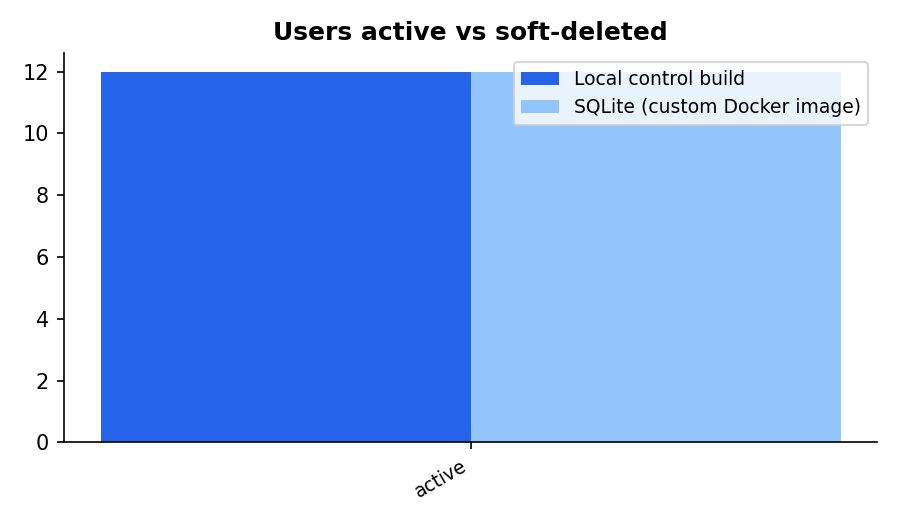 Users active vs soft-deleted
Local control build
SQLite (custom Docker image)
12
10
8
6
4
2
0
active